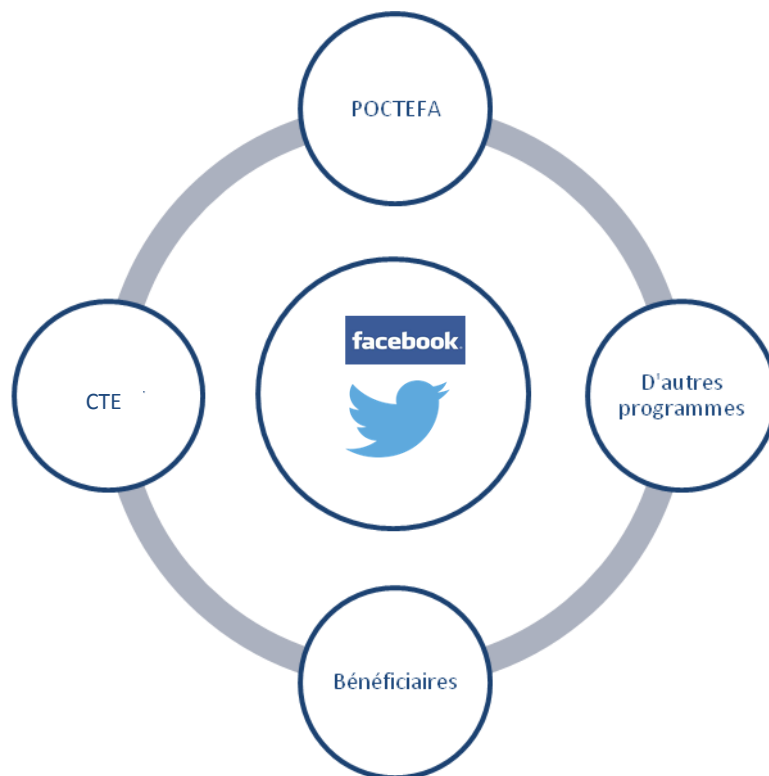 POCTEFA
facebook.
CTE
D'autres
programmes
Bénéficiaires